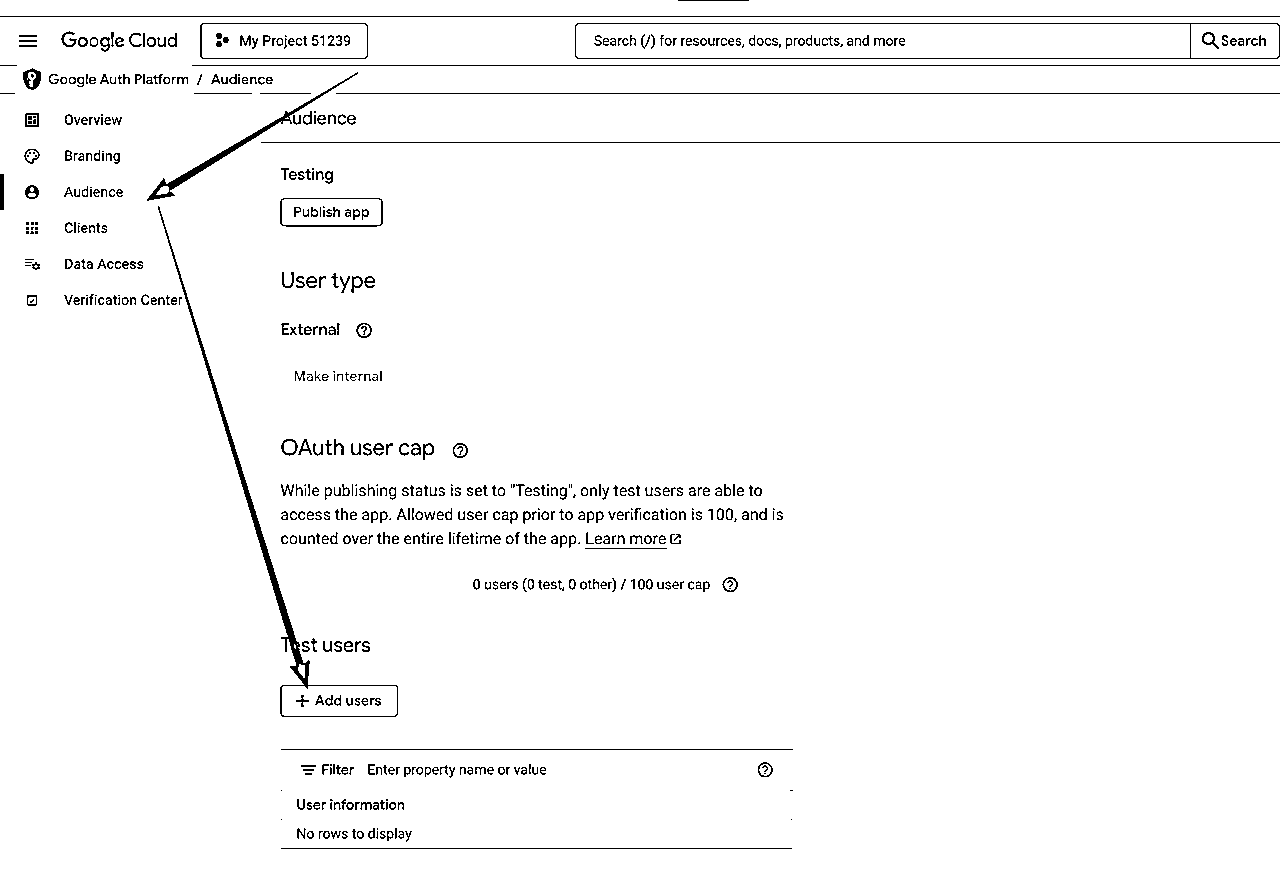 Google Cloud
My Project 51239
Search (/) for resources, docs, products, and more
Search
Google Auth Platform / Audience
Overview
Branding
Audience
Clients
Data Access
Verification Center
Audience
Testing
Publish app
User type
External
Make internal
OAuth user cap
While publishing status is set to "Testing", only test users are able to
access the app. Allowed user cap prior to app verification is 100, and is
counted over the entire lifetime of the app. Learn more
0 users (0 test, 0 other) / 100 user cap
Test users
+ Add users
Filter Enter property name or value
User information
No rows to display